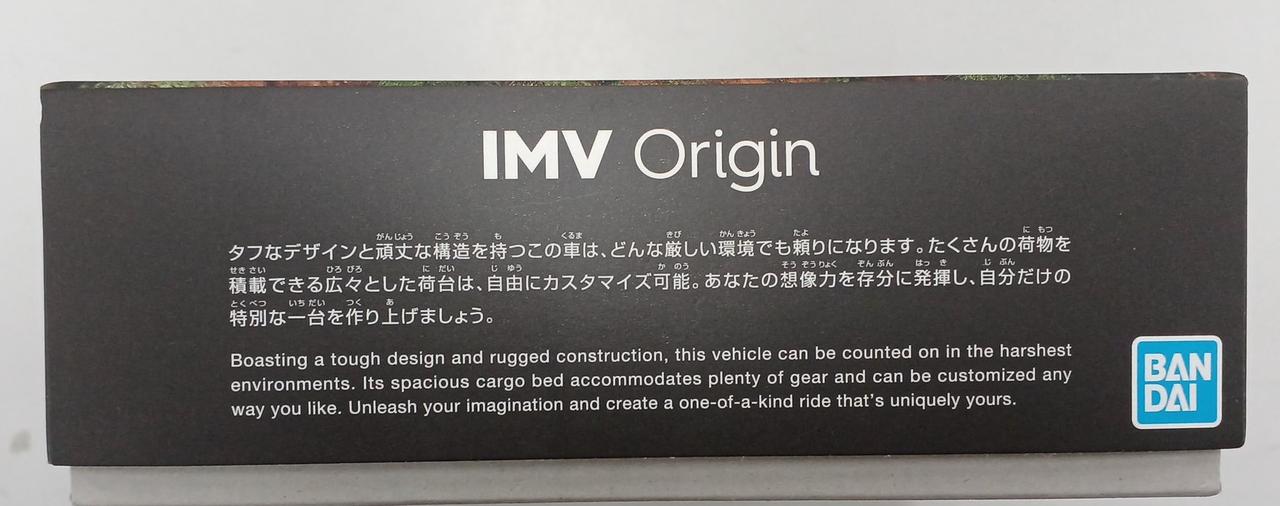 IMV Origin
タフなデザインと頑丈な構造を持つこの車は、どんな厳しい環境でも頼りになります。たくさんの荷物を
積載できる広々とした荷台は、自由にカスタマイズ可能。あなたの想像力を存分に発揮し、自分だけの
特別な一台を作り上げましょう。
Boasting a tough design and rugged construction, this vehicle can be counted on in the harshest
environments. Its spacious cargo bed accommodates plenty of gear and can be customized any
way you like. Unleash your imagination and create a one-of-a-kind ride that’s uniquely yours.
BAN
DAI